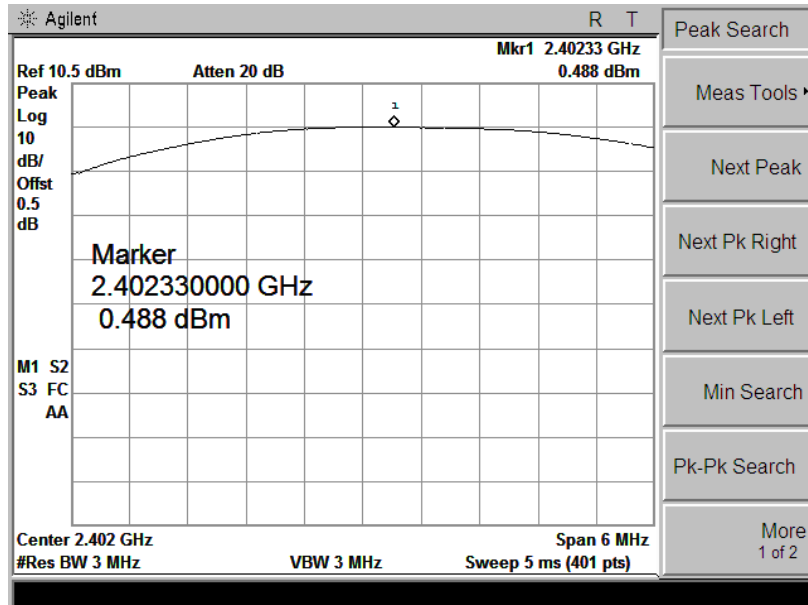 Agilent R T
Mkr1 2.40233 GHz
Ref 10.5 dBm Atten 20 dB 0.488 dBm
Peak
Log
10
dB/
Offst
0.5
dB
1
Marker
2.402330000 GHz
0.488 dBm
M1 S2
S3 FC
AA
Center 2.402 GHz Span 6 MHz
#Res BW 3 MHz VBW 3 MHz Sweep 5 ms (401 pts)
Peak Search
Meas Tools
Next Peak
Next Pk Right
Next Pk Left
Min Search
Pk-Pk Search
More
1 of 2